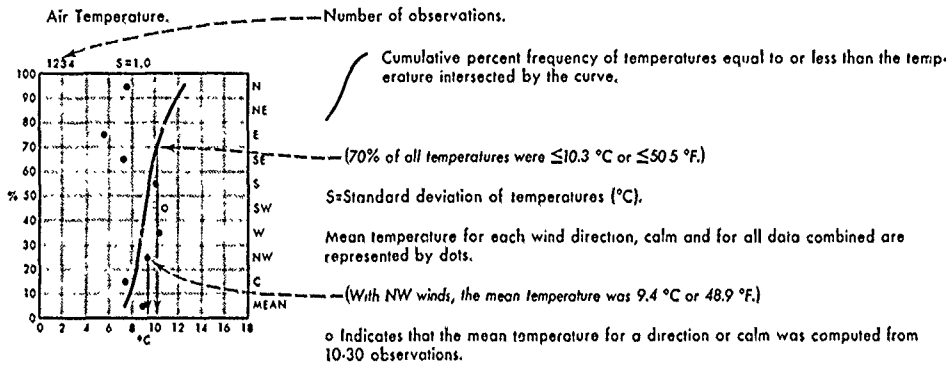 Air Temperature.
Number of observations.
1234 S=1.0
Cumulative percent frequency of temperatures equal to or less than the temp-
erature intersected by the curve.
100
90
80
70
60
50
40
30
20
10
0
%
N
NE
E
SE
S
SW
W
NW
C
MEAN
0 2 4 6 8 10 12 14 16 18
°C
(70% of all temperatures were ≤10.3 °C or ≤50.5 °F.)
S=Standard deviation of temperatures (°C).
Mean temperature for each wind direction, calm and for all data combined are
represented by dots.
(With NW winds, the mean temperature was 9.4 °C or 48.9 °F.)
o Indicates that the mean temperature for a direction or calm was computed from
10-30 observations.